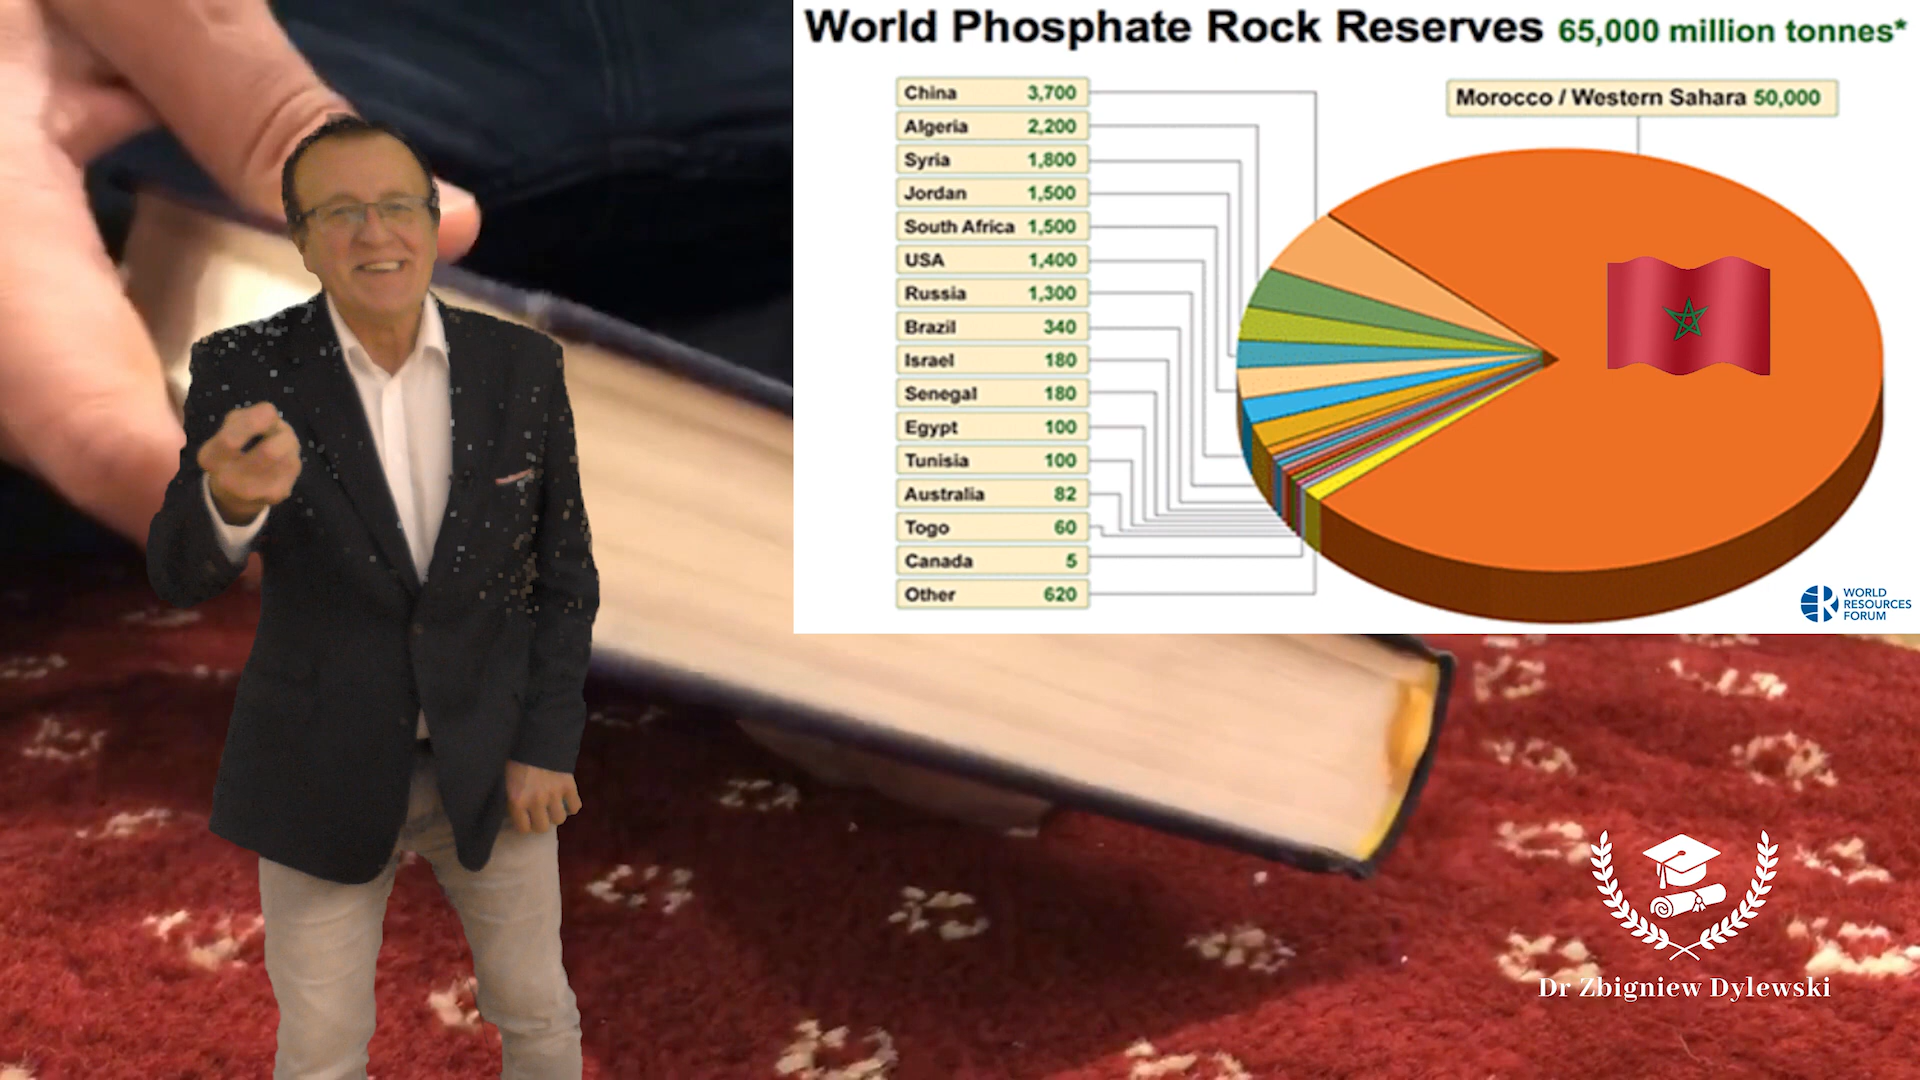 World Phosphate Rock Reserves 65,000 million tonnes*
China 3,700
Algeria 2,200
Syria 1,800
Jordan 1,500
South Africa 1,500
USA 1,400
Russia 1,300
Brazil 340
Israel 180
Senegal 180
Egypt 100
Tunisia 100
Australia 82
Togo 60
Canada 5
Other 620
Morocco / Western Sahara 50,000
WORLD
RESOURCES
FORUM
Dr Zbigniew Dylewski